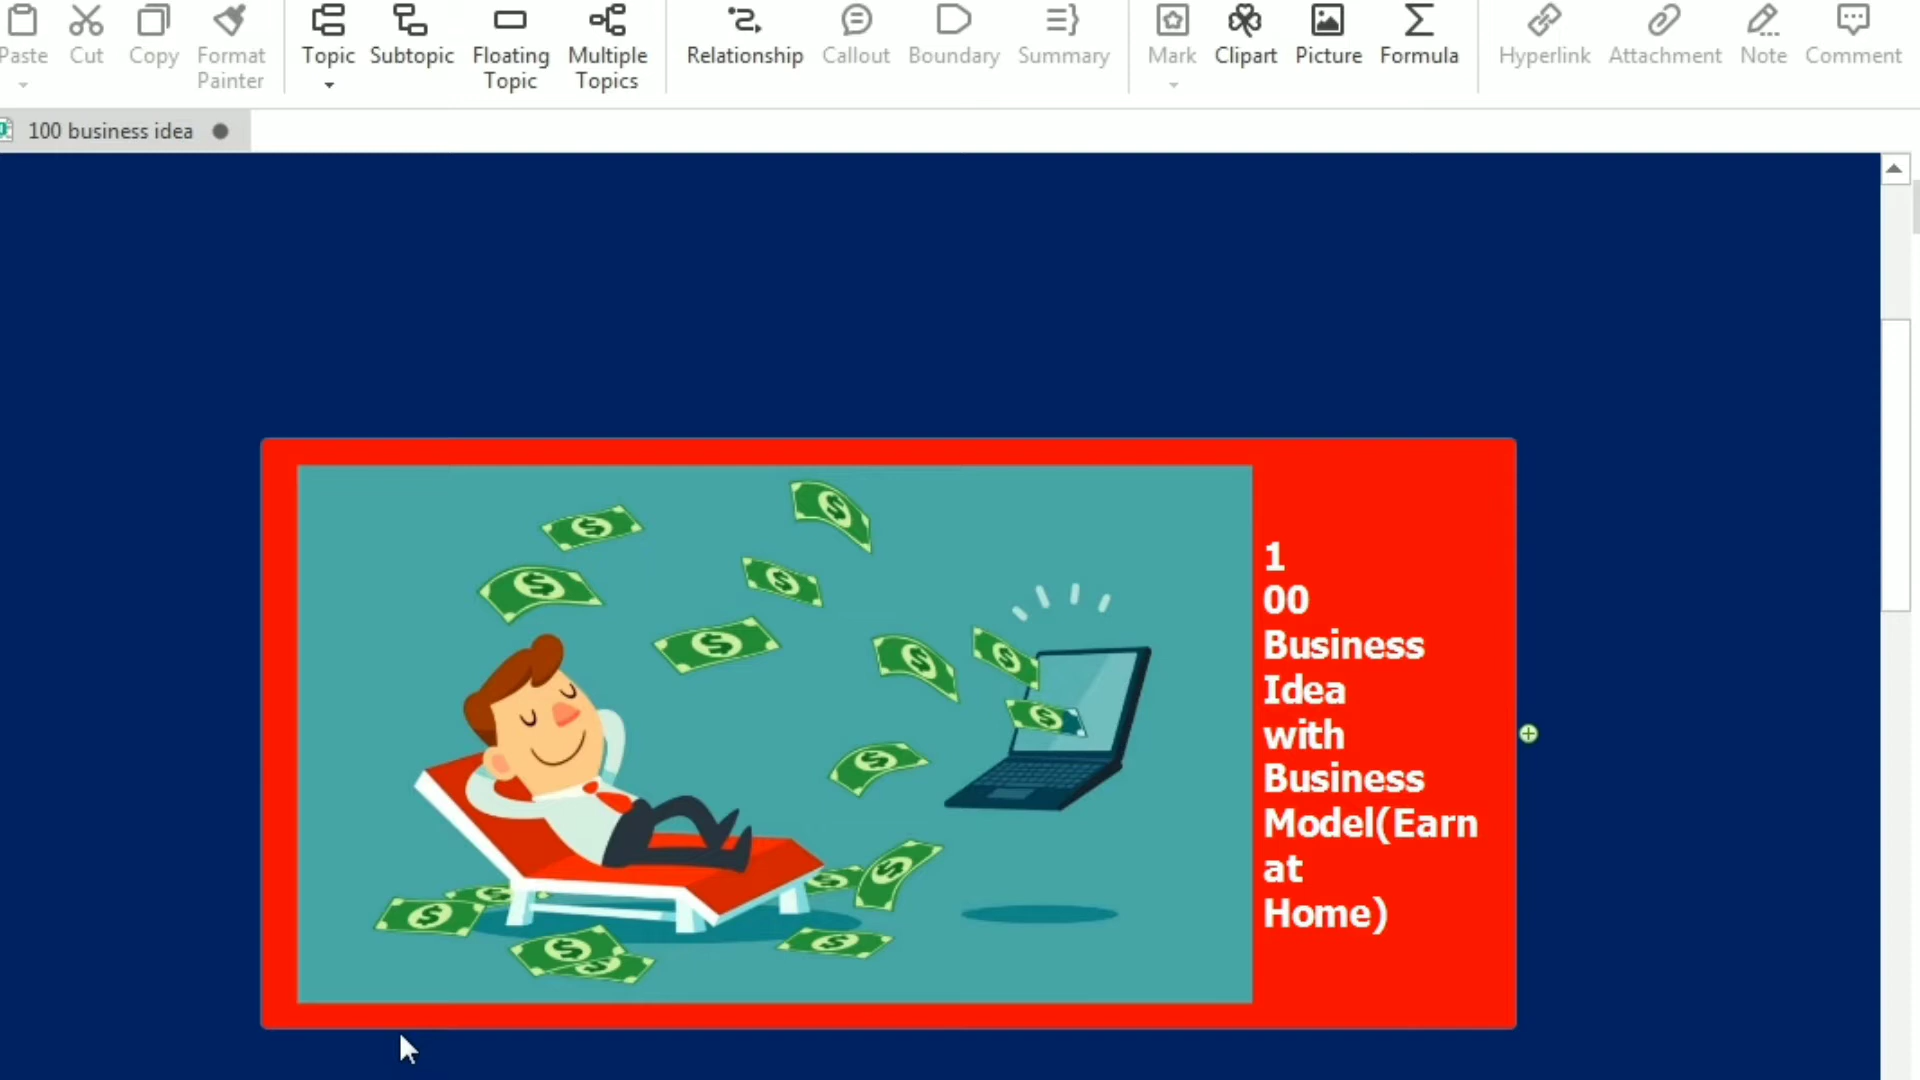 Paste
Cut
Copy
Format
Painter
Topic
Subtopic
Floating
Topic
Multiple
Topics
Relationship
Callout
Boundary
Summary
Mark
Clipart
Picture
Formula
Hyperlink
Attachment
Note
Comment
100 business idea
1
00
Business
Idea
with
Business
Model(Earn
at
Home)